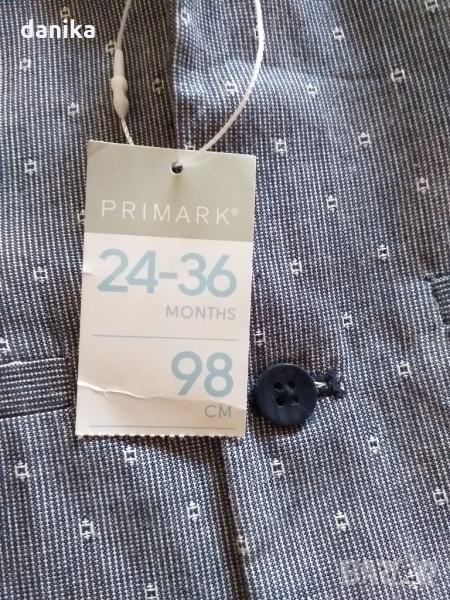 danika
PRIMARK®
24-36
MONTHS
98
CM